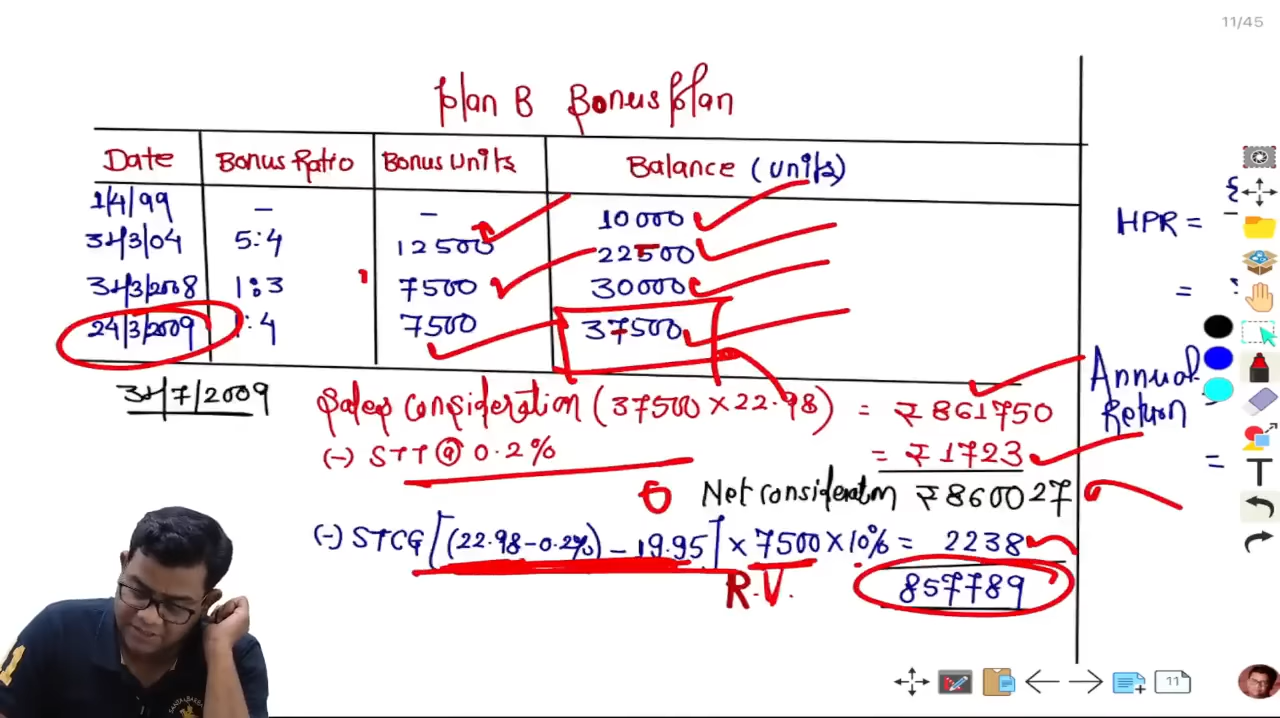 11/45
Plan B Bonus Plan
Date Bonus Ratio Bonus Units Balance (units)
1/4/99 – – 10000
31/3/04 5:4 12500 22500
31/3/2008 1:3 7500 30000
24/3/2009 1:4 7500 37500
31/7/2009 Sales consideration (37500 × 22.98) = ₹ 861750
(-) STT @ 0.2% = ₹ 1723
Net consideration ₹ 860027
(-) STCG [(22.98-0.2%) - 19.95] × 7500 × 10% = 2238
R.V. 857789
HPR =
=
Annual
Return =
=
T
11